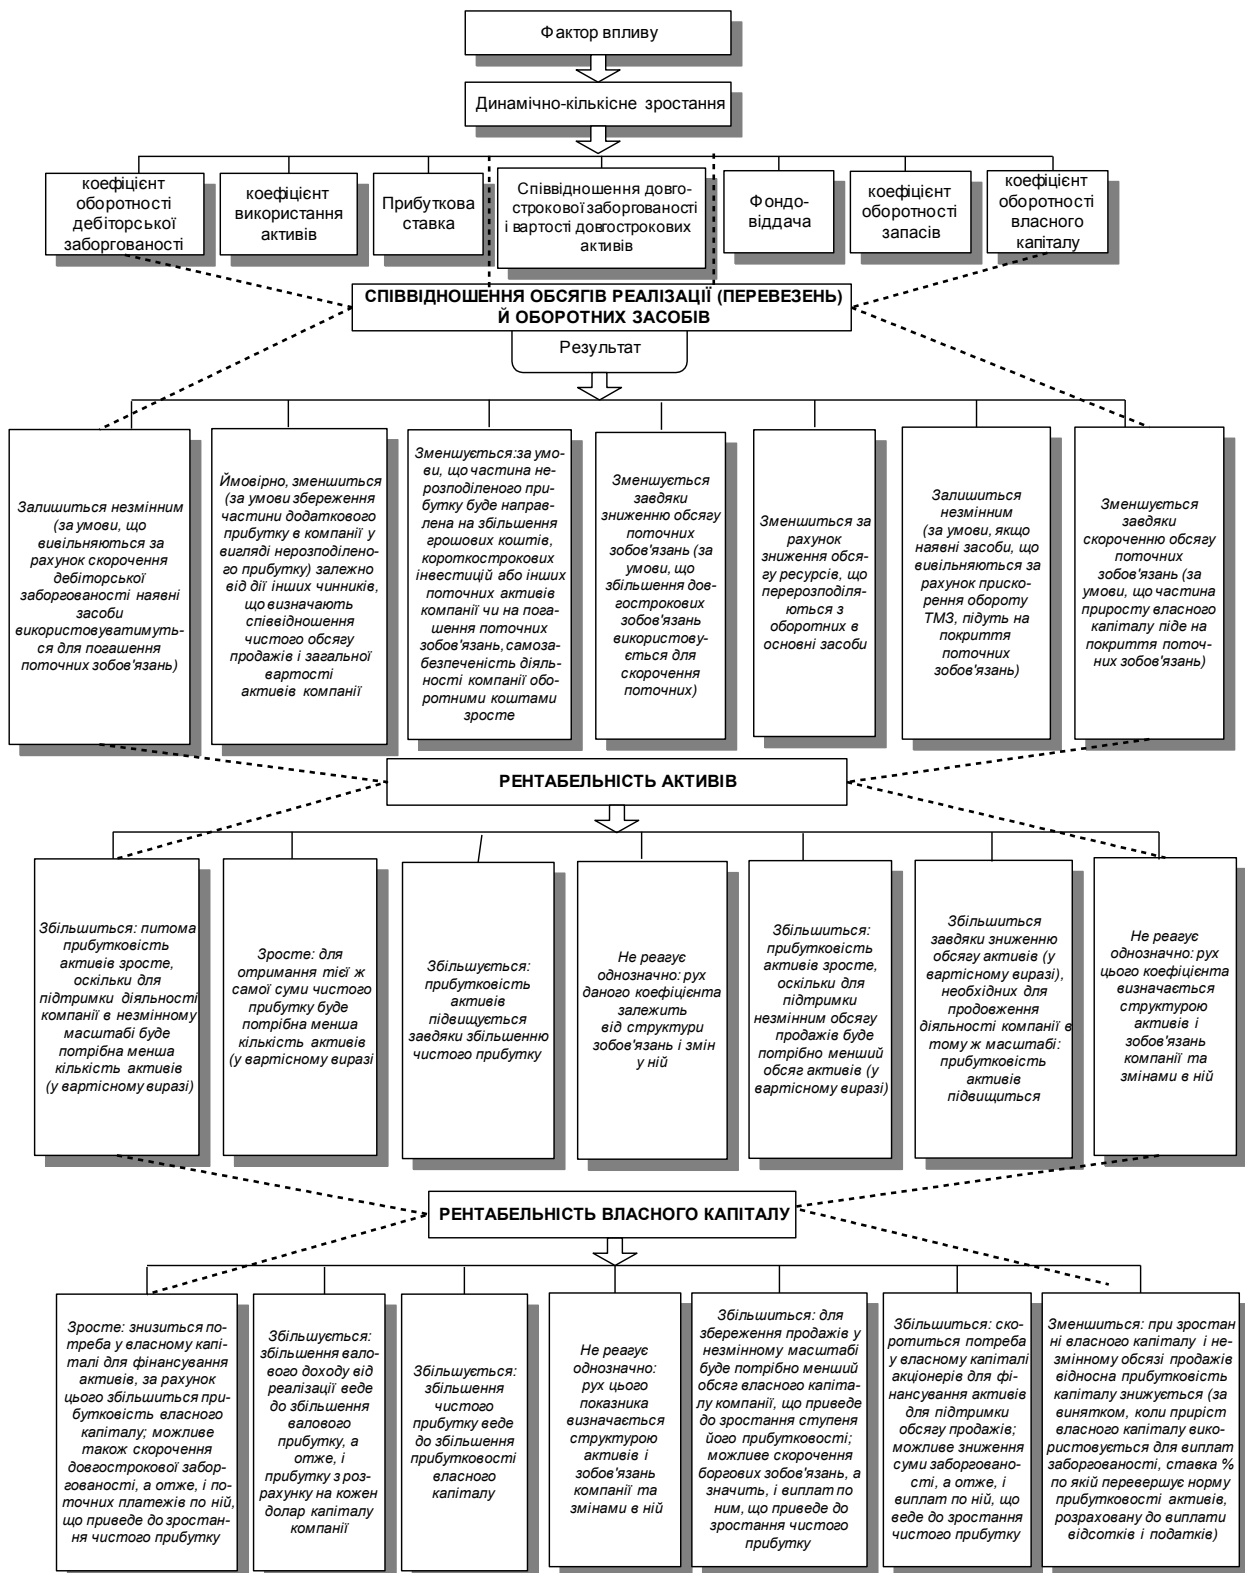 Фактор впливу
Динамічно-кількісне зростання
коефіцієнт
оборотності
дебіторської
заборгованості
коефіцієнт
використання
активів
Прибуткова
ставка
Співвідношення довго-
строкової заборгованості
і вартості довгострокових
активів
Фондо-
віддача
коефіцієнт
оборотності
запасів
коефіцієнт
оборотності
власного
капіталу
СПІВВІДНОШЕННЯ ОБСЯГІВ РЕАЛІЗАЦІЇ (ПЕРЕВЕЗЕНЬ)
Й ОБОРОТНИХ ЗАСОБІВ
Результат
Залишиться незмінним
(за умови, що
вивільняються за
рахунок скорочення
дебіторської
заборгованості наявні
засоби
використовуватимуть-
ся для погашення
поточних зобов'язань)
Ймовірно, зменшиться
(за умови збереження
частини додаткового
прибутку в компанії у
вигляді нерозподілено-
го прибутку) залежно
від дії інших чинників,
що визначають
співвідношення
чистого обсягу
продажів і загальної
вартості
активів компанії
Зменшується:за умо-
ви, що частина не-
розподіленого при-
бутку буде направ-
лена на збільшення
грошових коштів,
короткострокових
інвестицій або інших
поточних активів
компанії чи на пога-
шення поточних
зобов'язань, самоза-
безпеченість діяль-
ності компанії обо-
ротними коштами
зросте
Зменшується
завдяки
зниженню обсягу
поточних
зобов'язань (за
умови, що
збільшення дов-
гострокових
зобов'язань
використову-
ється для
скорочення
поточних)
Зменшиться за
рахунок
зниження обся-
гу ресурсів, що
перерозподіля-
ються з
оборотних в
основні засоби
Залишиться
незмінним
(за умови, якщо
наявні засоби, що
вивільняються за
рахунок приско-
рення обороту
ТМЗ, підуть на
покриття
поточних
зобов'язань)
Зменшується
завдяки
скороченню обсягу
поточних
зобов'язань (за
умови, що частина
приросту власного
капіталу піде на
покриття поточ-
них зобов'язань)
РЕНТАБЕЛЬНІСТЬ АКТИВІВ
Збільшиться: питома
прибутковість
активів зросте,
оскільки для
підтримки діяльності
компанії в незмінному
масштабі буде
потрібна менша
кількість активів
(у вартісному виразі)
Зросте: для
отримання тієї ж
самої суми чистого
прибутку буде
потрібна менша
кількість активів
(у вартісному виразі
Збільшується:
прибутковість
активів
підвищується
завдяки збільшенню
чистого прибутку
Не реагує
однозначно: рух
даного коефіцієнта
залежить
від структури
зобов'язань і змін
у ній
Збільшиться:
прибутковість
активів зросте,
оскільки для
підтримки
незмінним обсягу
продажів буде
потрібно менший
обсяг активів (у
вартісному виразі)
Збільшиться
завдяки зниженню
обсягу активів (у
вартісному виразі),
необхідних для
продовження
діяльності компанії в
тому ж масштабі:
прибутковість
активів
підвищиться
Не реагує
однозначно: рух
цього коефіцієнта
визначається
структурою
активів і
зобов'язань
компанії та
змінами в ній
РЕНТАБЕЛЬНІСТЬ ВЛАСНОГО КАПІТАЛУ
Зросте: знизиться по-
треба у власному капі-
талі для фінансування
активів, за рахунок
цього збільшиться при-
бутковість власного
капіталу; можливе
також скорочення
довгострокової забор-
гованості, а отже, і по-
точних платежів по ній,
що приведе до зростан-
ня чистого прибутку
Збільшується:
збільшення вало-
вого доходу від
реалізації веде
до збільшення
валового
прибутку, а
отже, і
прибутку з роз-
рахунку на кожен
долар капіталу
компанії
Збільшується:
збільшення
чистого
прибутку веде
до збільшення
прибутковості
власного
капіталу
Не реагує
однозначно:
рух цього
показника
визначається
структурою
активів і
зобов'язань
компанії та
змінами в ній
Збільшиться: для
збереження продажів у
незмінному масштабі
буде потрібно менший
обсяг власного капіта-
лу компанії, що приведе
до зростання ступеня
його прибутковості;
можливе скорочення
боргових зобов'язань, а
значить, і виплат по
ним, що приведе до
зростання чистого
прибутку
Збільшиться: ско-
ротиться потреба
у власному капіталі
акціонерів для фі-
нансування активів
для підтримки
обсягу продажів;
можливе зниження
суми заборговано-
сті, а отже, і
виплат по ній, що
веде до зростання
чистого прибутку
Зменшиться: при зростан
ні власного капіталу і не-
змінному обсязі продажів
відносна прибутковість
капіталу знижується (за
винятком, коли приріст
власного капіталу вико-
ристовується для виплат
заборгованості, ставка %
по якій перевершує норму
прибутковості активів,
розраховану до виплати
відсотків і податків)